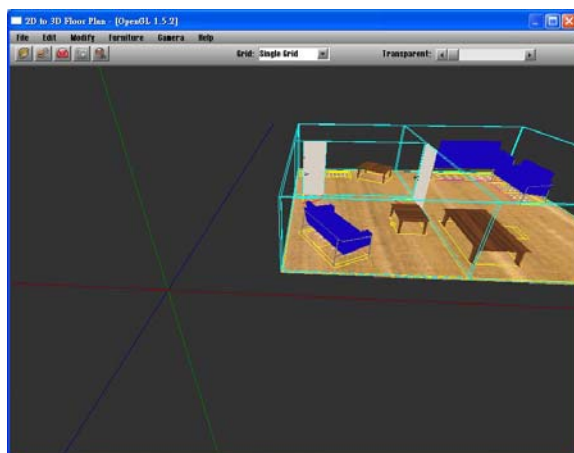 2D to 3D Floor Plan - [OpenGL 1.5.2]
File Edit Modify Furniture Camera Help
Grid: Single Grid Transparent: